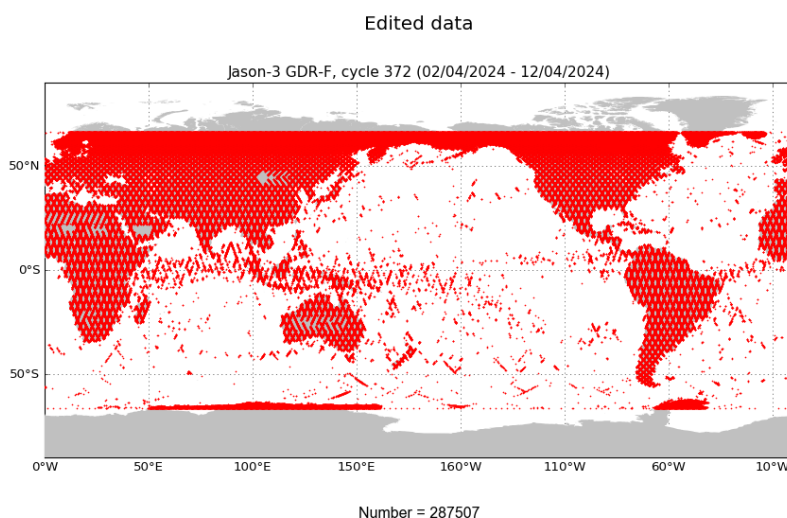 Edited data
Jason-3 GDR-F, cycle 372 (02/04/2024 - 12/04/2024)
50°N
0°S
50°S
0°W 50°E 100°E 150°E 160°W 110°W 60°W 10°W
Number = 287507